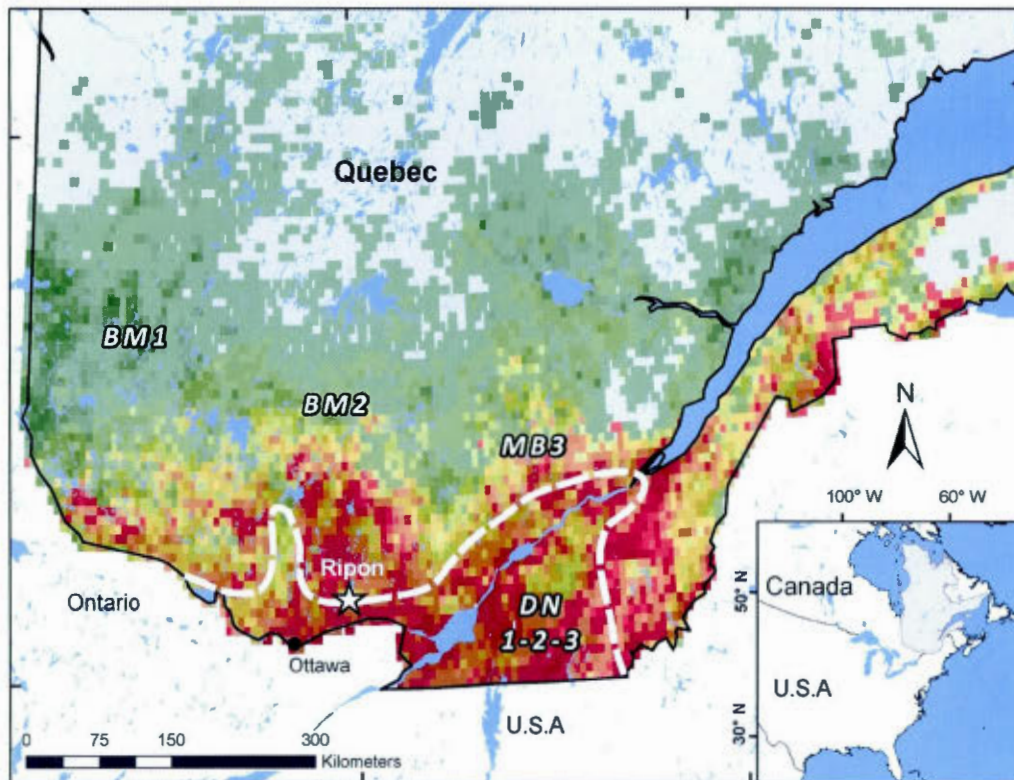 Quebec
BM1
BM2
MB3
N
100° W
60° W
Ripon
Ontario
DN
1-2-3
Ottawa
Canada
50° N
U.S.A
U.S.A
30° N
0
75
150
300
Kilometers